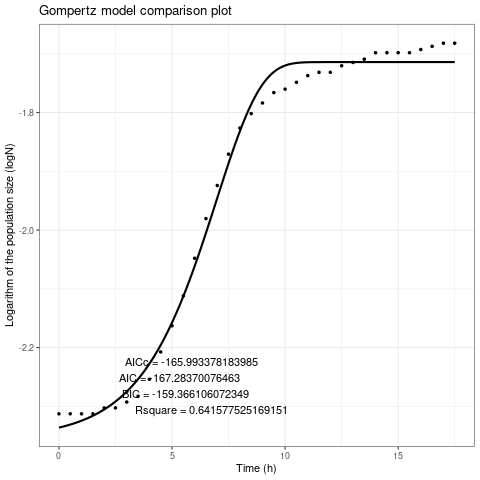 Gompertz model comparison plot
Logarithm of the population size (logN)
-1.8
-2.0
-2.2
AICc = -165.993378183985
AIC = -167.28370076463
BIC = -159.366106072349
Rsquare = 0.641577525169151
0
5
10
15
Time (h)